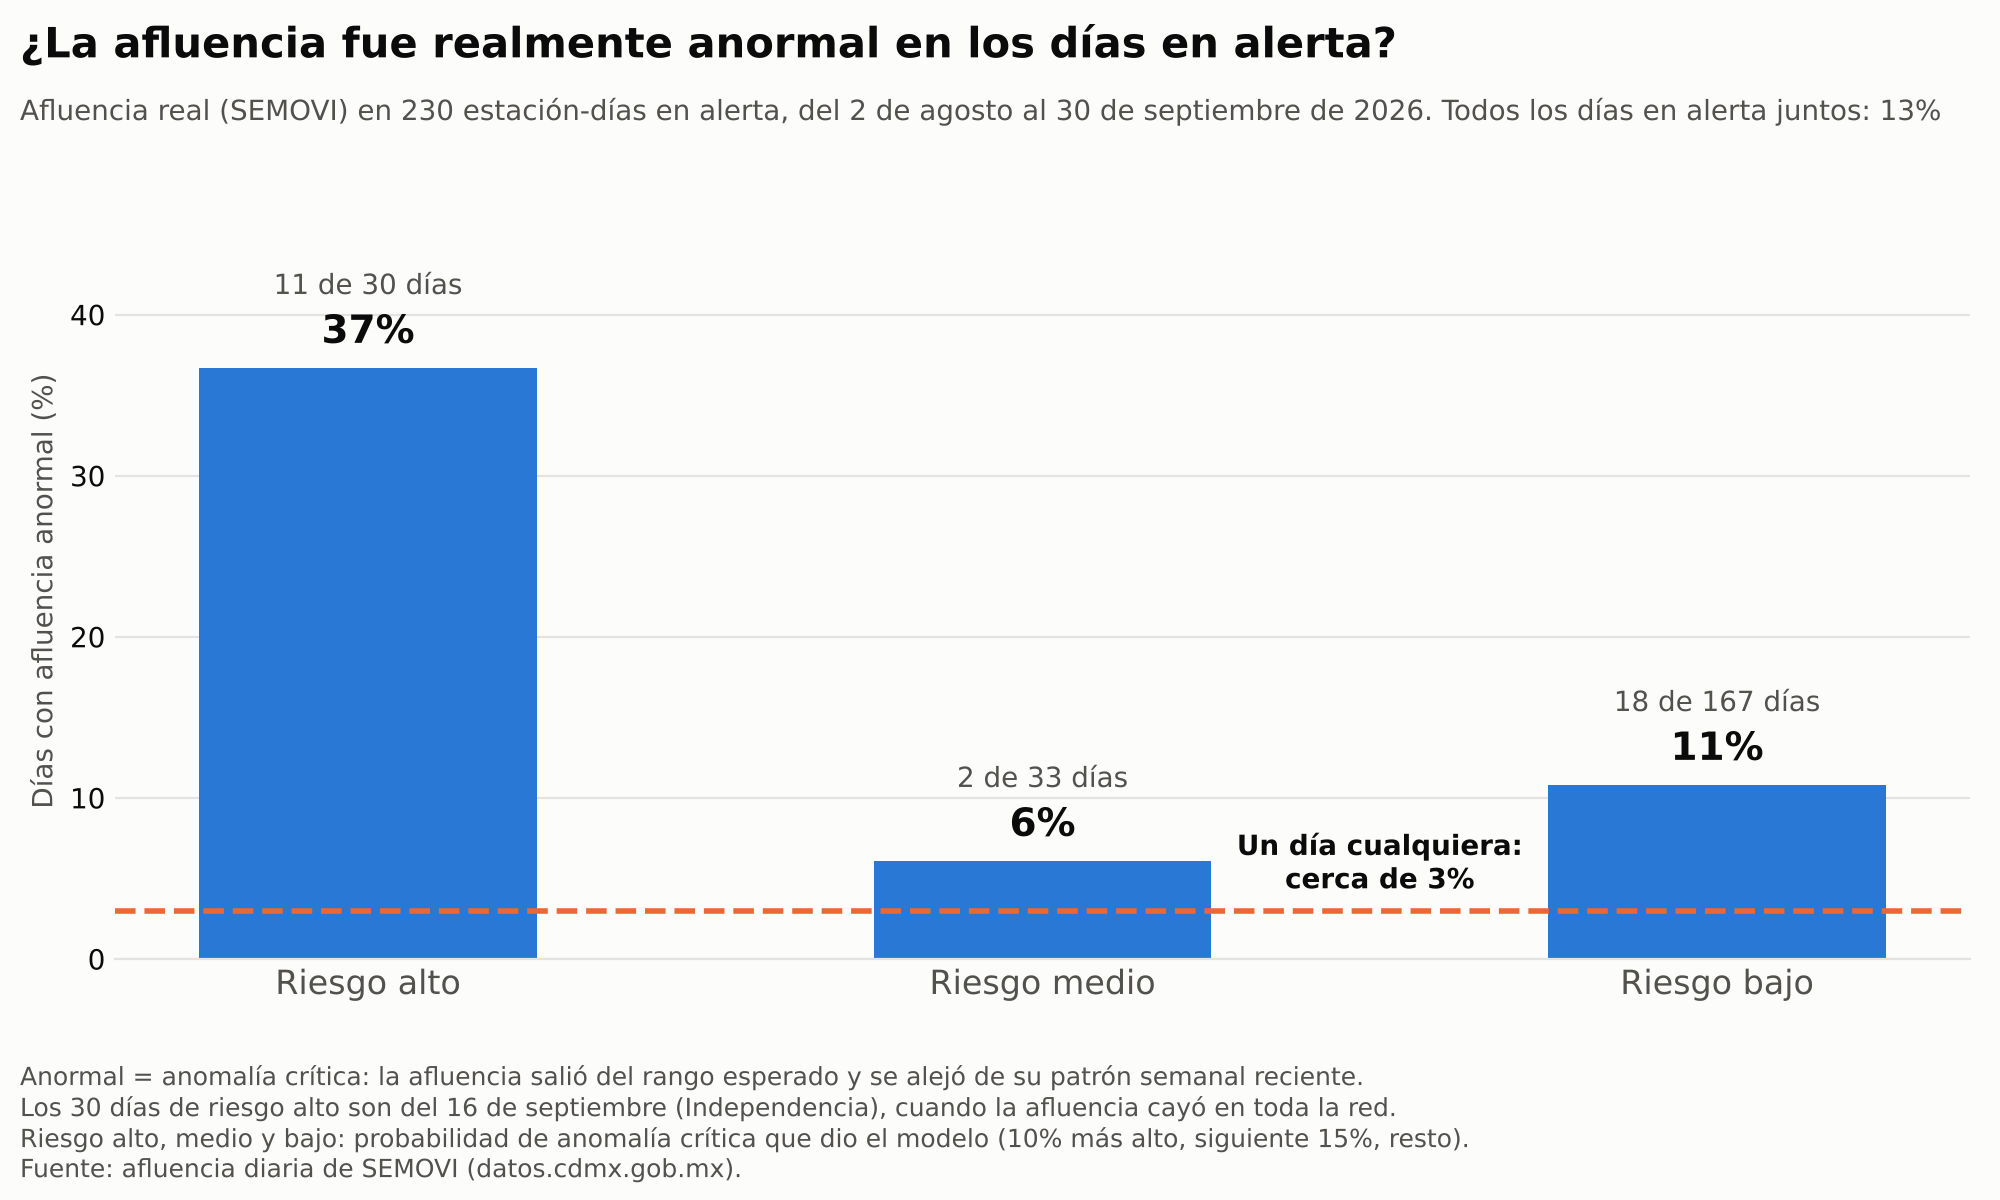 ¿La afluencia fue realmente anormal en los días en alerta?
Afluencia real (SEMOVI) en 230 estación-días en alerta, del 2 de agosto al 30 de septiembre de 2026. Todos los días en alerta juntos: 13%
Días con afluencia anormal (%)
40
30
20
10
0
11 de 30 días
37%
2 de 33 días
6%
Un día cualquiera:
cerca de 3%
18 de 167 días
11%
Riesgo alto
Riesgo medio
Riesgo bajo
Anormal = anomalía crítica: la afluencia salió del rango esperado y se alejó de su patrón semanal reciente.
Los 30 días de riesgo alto son del 16 de septiembre (Independencia), cuando la afluencia cayó en toda la red.
Riesgo alto, medio y bajo: probabilidad de anomalía crítica que dio el modelo (10% más alto, siguiente 15%, resto).
Fuente: afluencia diaria de SEMOVI (datos.cdmx.gob.mx).